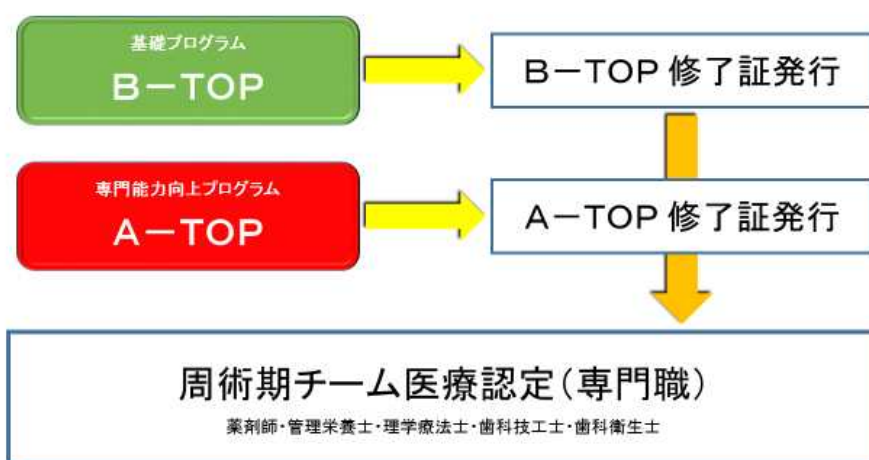 基礎プログラム
B－TOP
B－TOP 修了証発行
専門能力向上プログラム
A－TOP
A－TOP 修了証発行
周術期チーム医療認定（専門職）
薬剤師・管理栄養士・理学療法士・歯科技工士・歯科衛生士